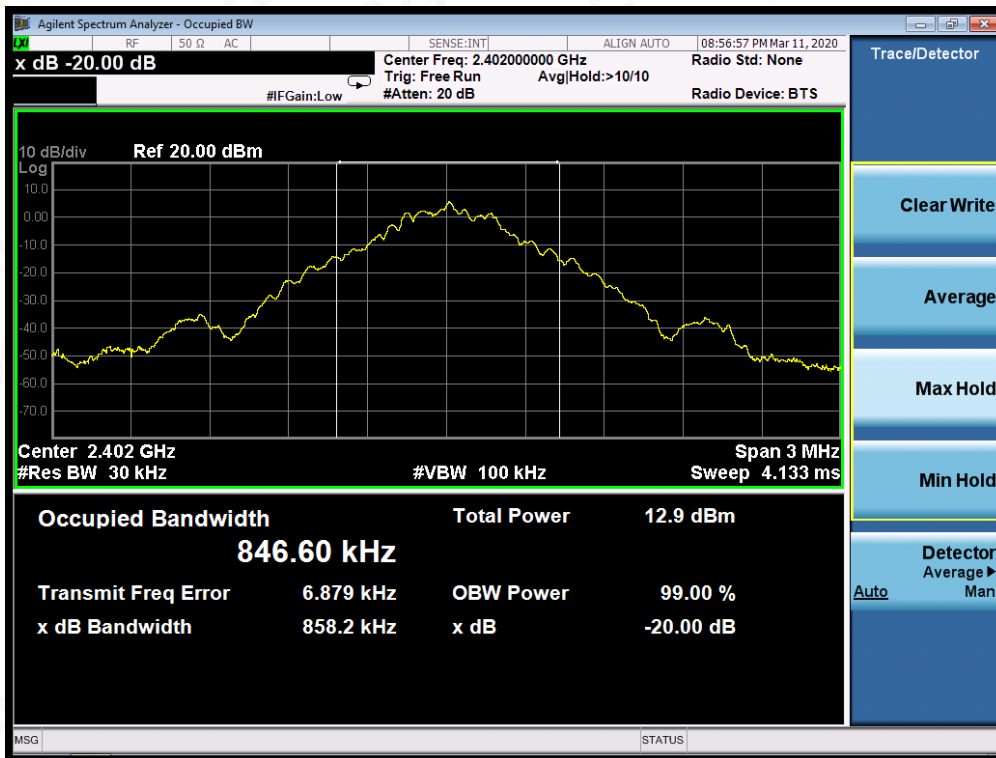 Agilent Spectrum Analyzer - Occupied BW
LXI RF 50 Ω AC SENSE:INT ALIGN AUTO 08:56:57 PM Mar 11, 2020
x dB -20.00 dB
Center Freq: 2.402000000 GHz
Radio Std: None
Trig: Free Run Avg|Hold:>10/10
#IFGain:Low
#Atten: 20 dB
Radio Device: BTS
Trace/Detector
10 dB/div Ref 20.00 dBm
Log
10.0
0.00
-10.0
-20.0
-30.0
-40.0
-50.0
-60.0
-70.0
Center 2.402 GHz Span 3 MHz
#Res BW 30 kHz #VBW 100 kHz Sweep 4.133 ms
Occupied Bandwidth Total Power 12.9 dBm
846.60 kHz
Transmit Freq Error 6.879 kHz OBW Power 99.00 %
x dB Bandwidth 858.2 kHz x dB -20.00 dB
Clear Write
Average
Max Hold
Min Hold
Detector
Average
Auto Man
MSG STATUS